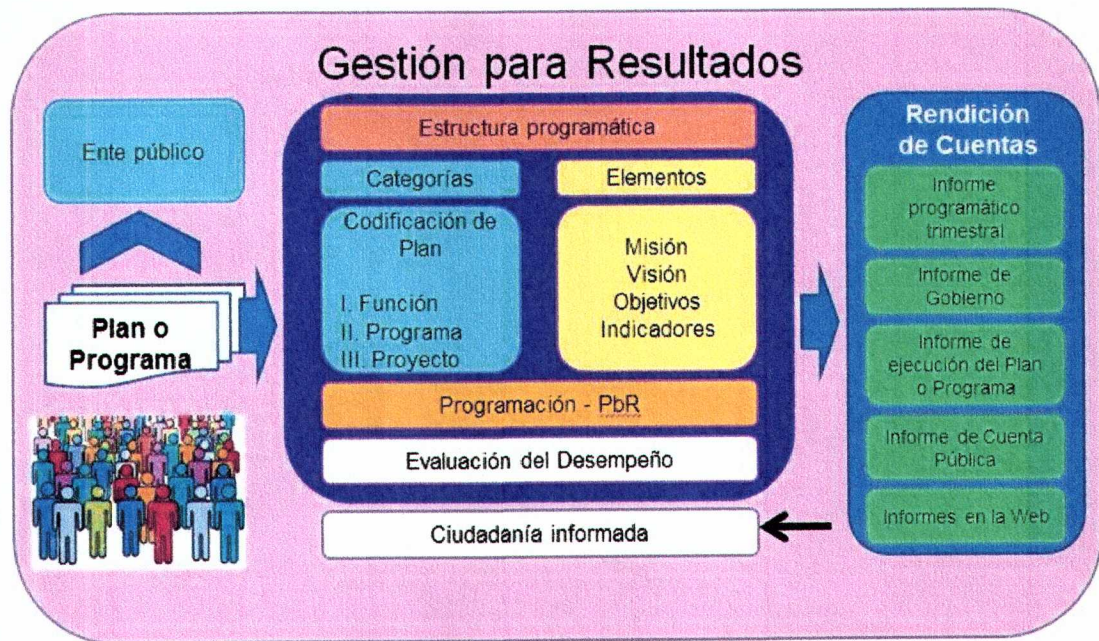 Gestión para Resultados
Ente público
Plan o
Programa
Estructura programática
Categorías
Codificación de
Plan
I. Función
II. Programa
III. Proyecto
Elementos
Misión
Visión
Objetivos
Indicadores
Programación - PbR
Evaluación del Desempeño
Ciudadanía informada
Rendición
de Cuentas
Informe
programático
trimestral
Informe de
Gobierno
Informe de
ejecución del Plan
o Programa
Informe de Cuenta
Pública
Informes en la Web